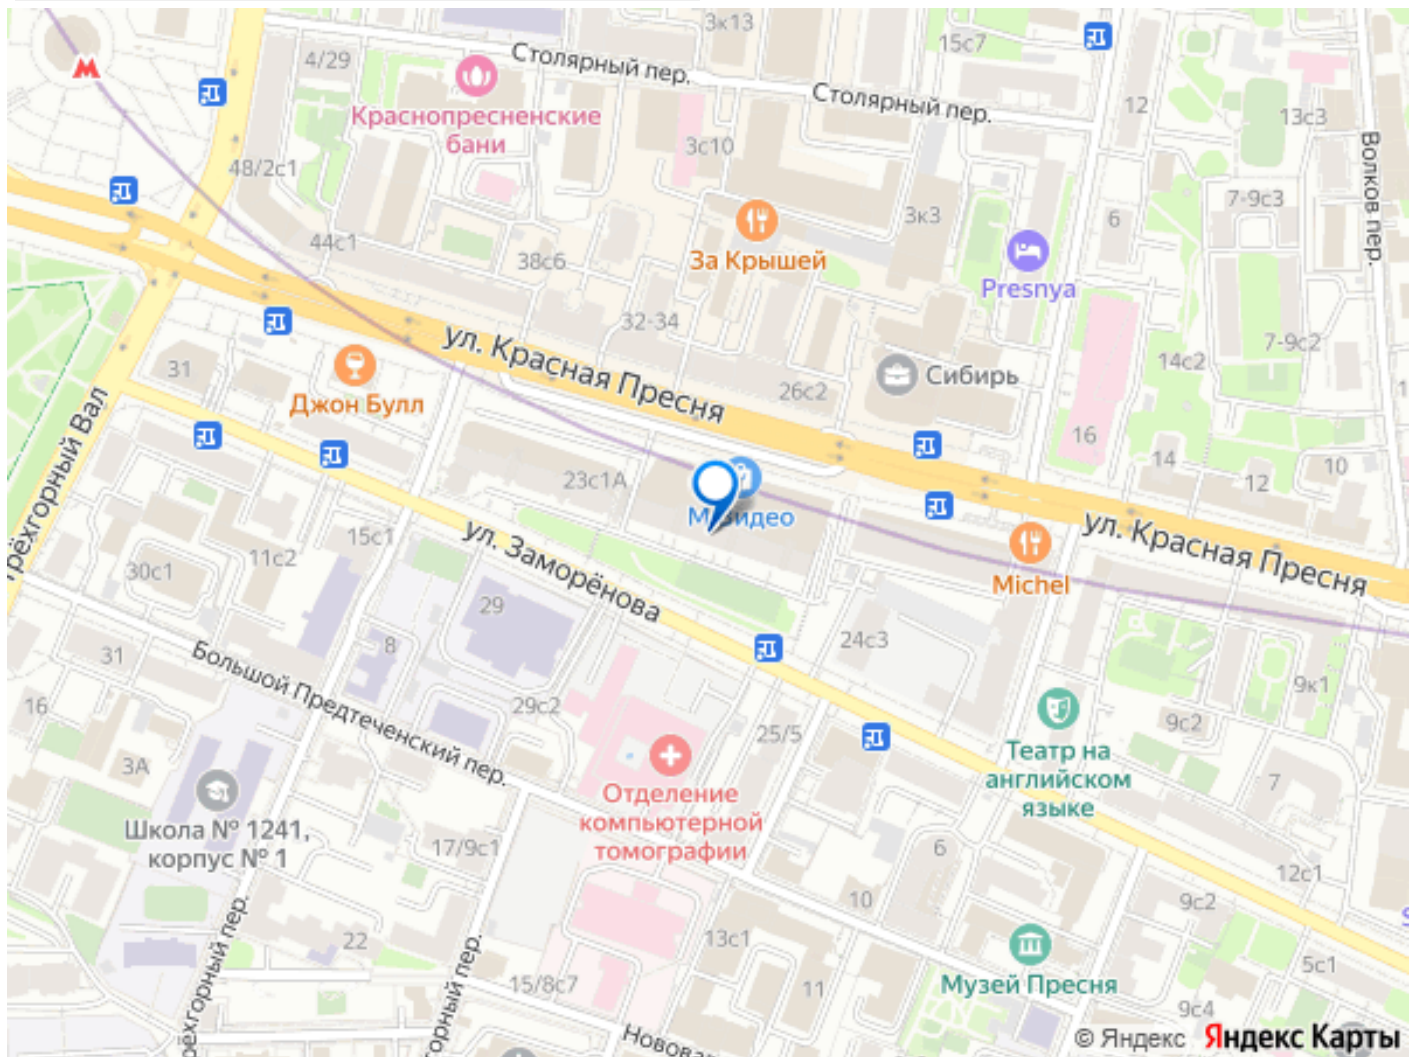 3к13
15с7
4/29
Столярный пер.
Столярный пер.
12
13с3
Краснопресненские
бани
3с10
Волков пер.
48/2с1
7-9с3
3к3
6
44с1
38с6
За Крышей
Presnya
32-34
ул. Красная Пресня
7-9с2
14с2
31
Джон Булл
26с2
Сибирь
16
14
10
12
23с1А
ул. Красная Пресня
Трёхгорный Вал
15с1
ул. Заморёнова
11с2
30с1
Michel
29
8
24с3
31
Большой Предтеченский пер.
9к1
16
29с2
25/5
9с2
3А
Театр на
английском
языке
7
Отделение
компьютерной
томографии
Школа № 1241,
корпус № 1
17/9с1
6
12с1
10
9с2
22
13с1
Музей Пресня
5с1
15/8с7
11
9с4
© Яндекс Яндекс Карты